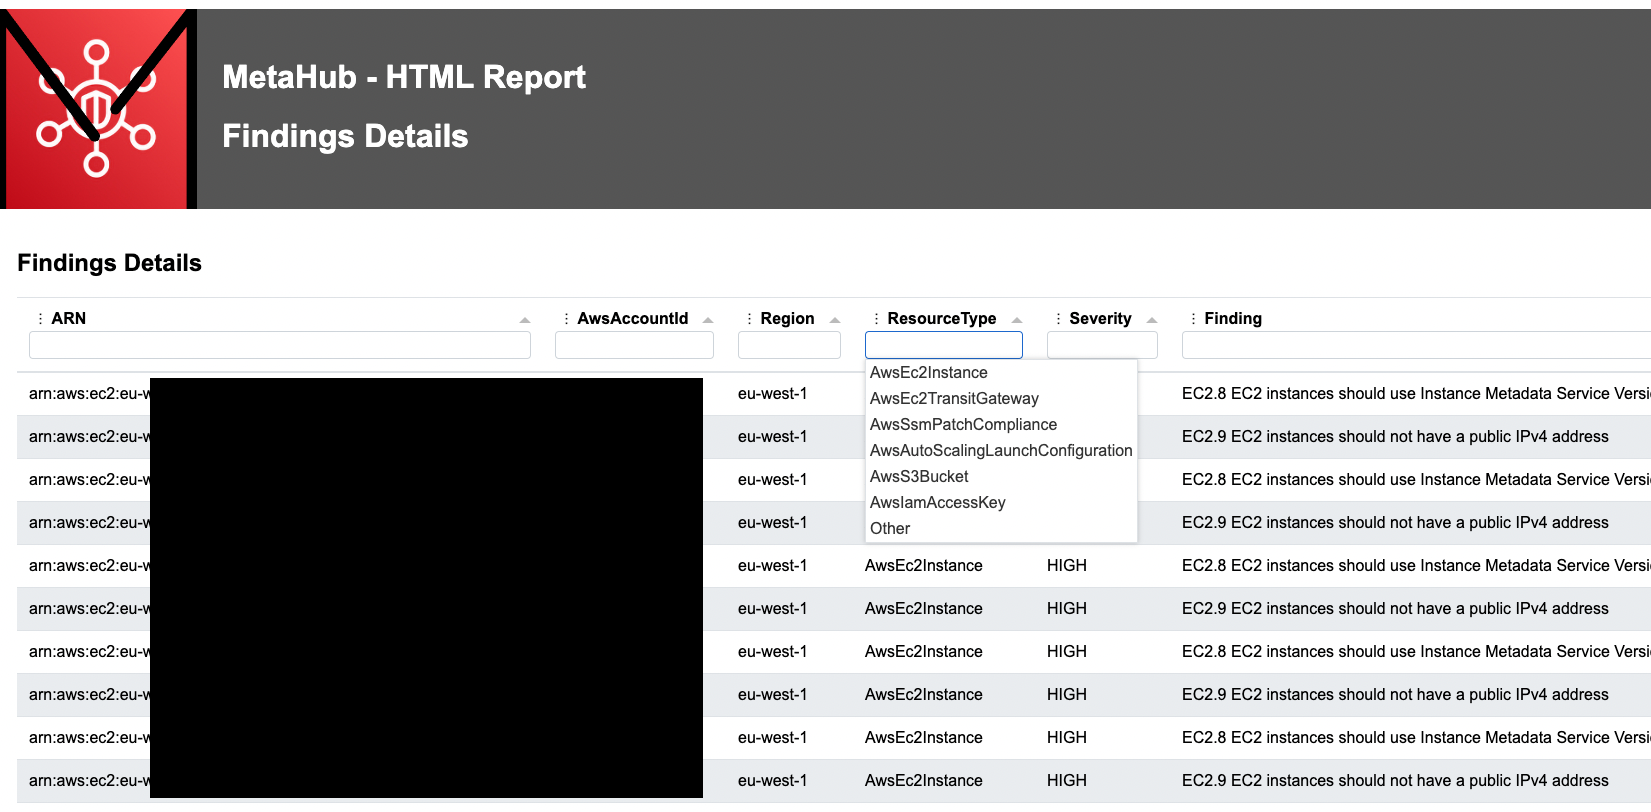 MetaHub - HTML Report
Findings Details
Findings Details
⋮ ARN ⋮ AwsAccountId ⋮ Region ⋮ ResourceType ⋮ Severity ⋮ Finding
AwsEc2Instance
AwsEc2TransitGateway
AwsSsmPatchCompliance
AwsAutoScalingLaunchConfiguration
AwsS3Bucket
AwsIamAccessKey
Other
arn:aws:ec2:eu-w eu-west-1 EC2.8 EC2 instances should use Instance Metadata Service Versi
arn:aws:ec2:eu-w eu-west-1 EC2.9 EC2 instances should not have a public IPv4 address
arn:aws:ec2:eu-w eu-west-1 EC2.8 EC2 instances should use Instance Metadata Service Versi
arn:aws:ec2:eu-w eu-west-1 EC2.9 EC2 instances should not have a public IPv4 address
arn:aws:ec2:eu-w eu-west-1 AwsEc2Instance HIGH EC2.8 EC2 instances should use Instance Metadata Service Versi
arn:aws:ec2:eu-w eu-west-1 AwsEc2Instance HIGH EC2.9 EC2 instances should not have a public IPv4 address
arn:aws:ec2:eu-w eu-west-1 AwsEc2Instance HIGH EC2.8 EC2 instances should use Instance Metadata Service Versi
arn:aws:ec2:eu-w eu-west-1 AwsEc2Instance HIGH EC2.9 EC2 instances should not have a public IPv4 address
arn:aws:ec2:eu-w eu-west-1 AwsEc2Instance HIGH EC2.8 EC2 instances should use Instance Metadata Service Versi
arn:aws:ec2:eu-w eu-west-1 AwsEc2Instance HIGH EC2.9 EC2 instances should not have a public IPv4 address